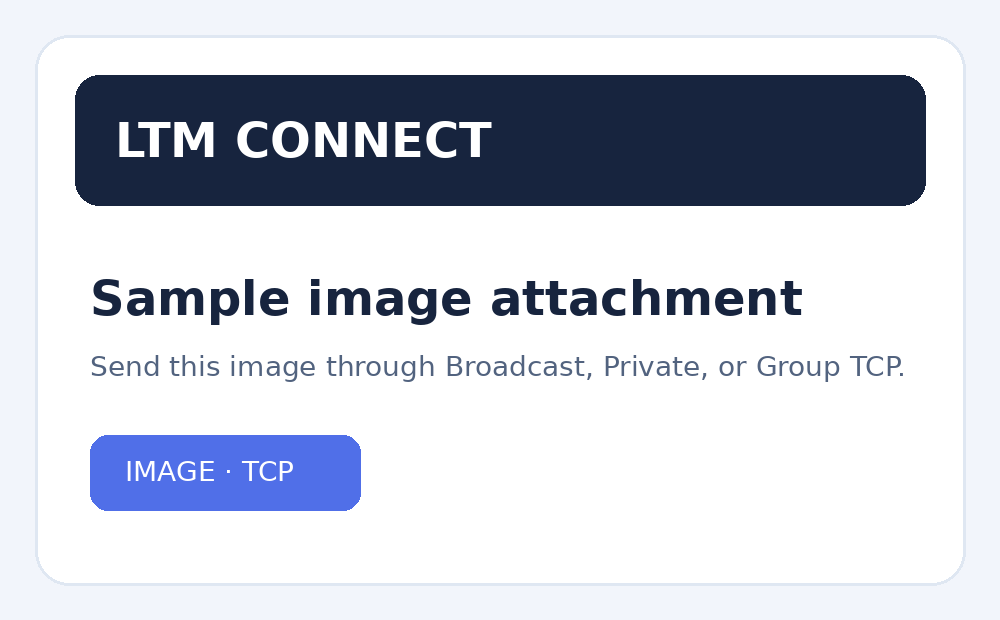 LTM CONNECT
Sample image attachment
Send this image through Broadcast, Private, or Group TCP.
IMAGE · TCP